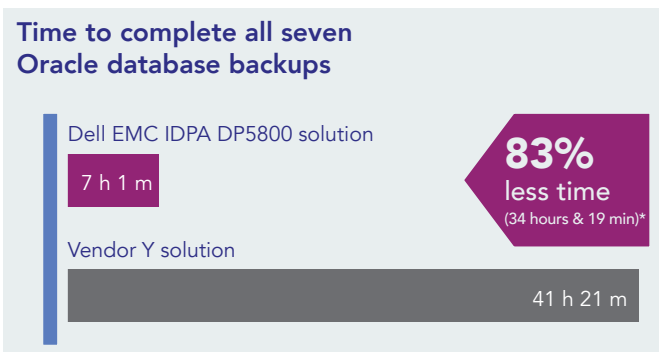 Time to complete all seven
Oracle database backups
Dell EMC IDPA DP5800 solution
7 h 1 m
83%
less time
(34 hours & 19 min)*
Vendor Y solution
41 h 21 m